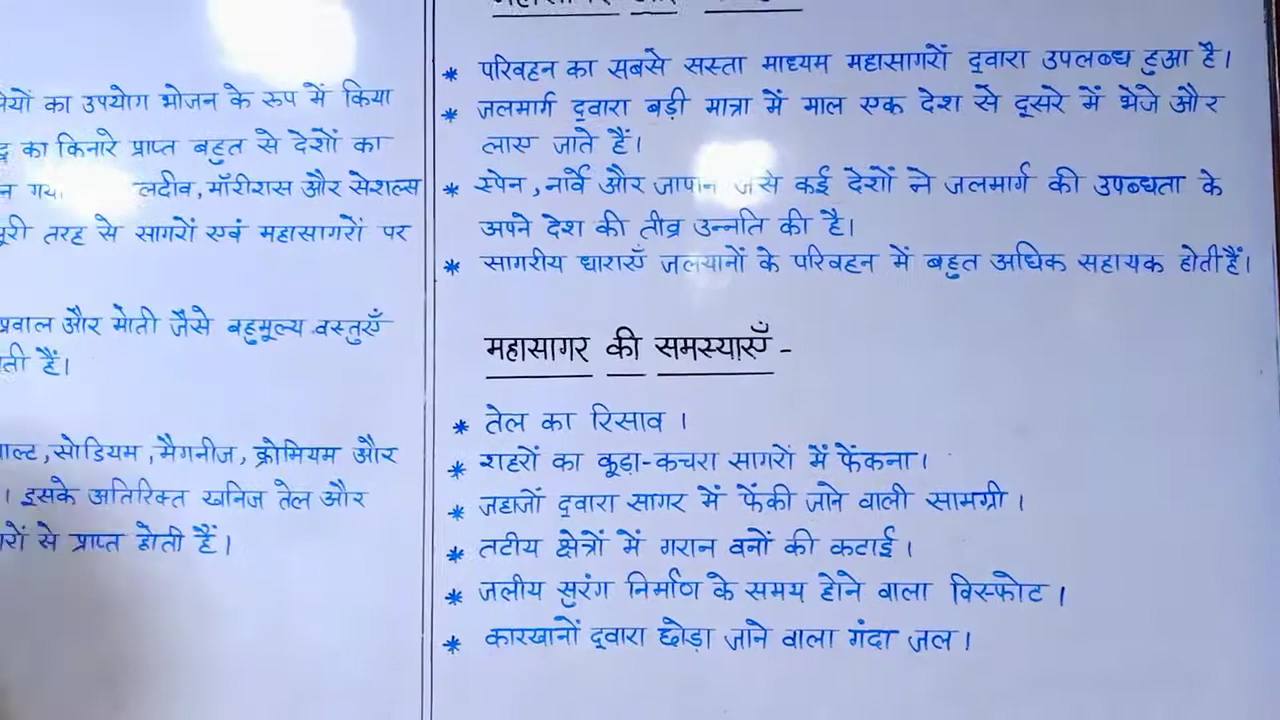 का उपयोग भोजन के रूप में किया
का किनारे प्राप्त बहुत से देशों का
लदीव, मॉरीशस और सेशल्स
तरह से सागरों एवं महासागरों पर
प्रवाल और मोती जैसे बहुमूल्य वस्तुएँ
हैं।
सोडियम, मैगनीज, क्रोमियम और
। इसके अतिरिक्त खनिज तेल और
से प्राप्त होती हैं।
* परिवहन का सबसे सस्ता माध्यम महासागरों द्वारा उपलब्ध हुआ है।
* जलमार्ग द्वारा बड़ी मात्रा में माल एक देश से दूसरे में भेजे और
लाए जाते हैं।
* स्पेन, नार्वे और जापान जसे कई देशों ने जलमार्ग की उपब्धता के
अपने देश की तीव्र उन्नति की है।
* सागरीय धाराएँ जलयानों के परिवहन में बहुत अधिक सहायक होती हैं।
महासागर की समस्याएँ -
* तेल का रिसाव।
* शहरों का कूड़ा-कचरा सागरों में फेंकना।
* जहाजों द्वारा सागर में फेंकी जाने वाली सामग्री।
* तटीय क्षेत्रों में गरान वनों की कटाई।
* जलीय सुरंग निर्माण के समय होने वाला विस्फोट।
* कारखानों द्वारा छोड़ा जाने वाला गंदा जल।